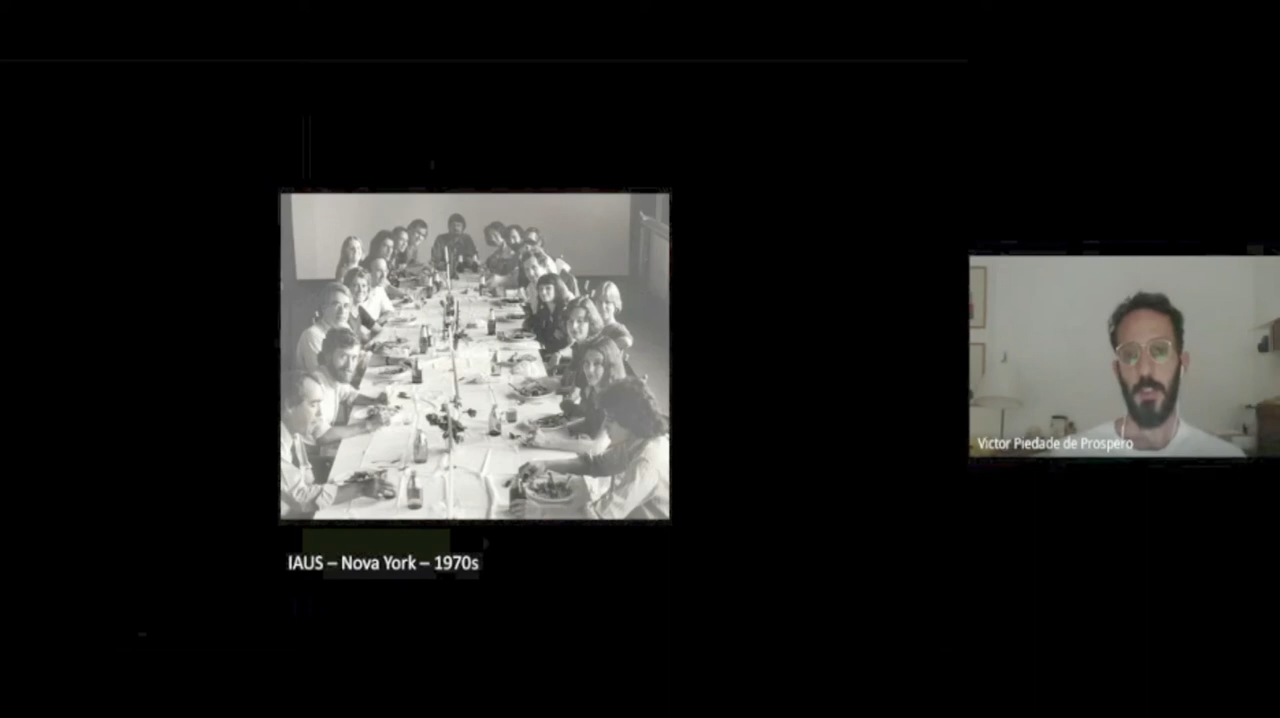 IAUS – Nova York – 1970s
Victor Piedade de Prospero